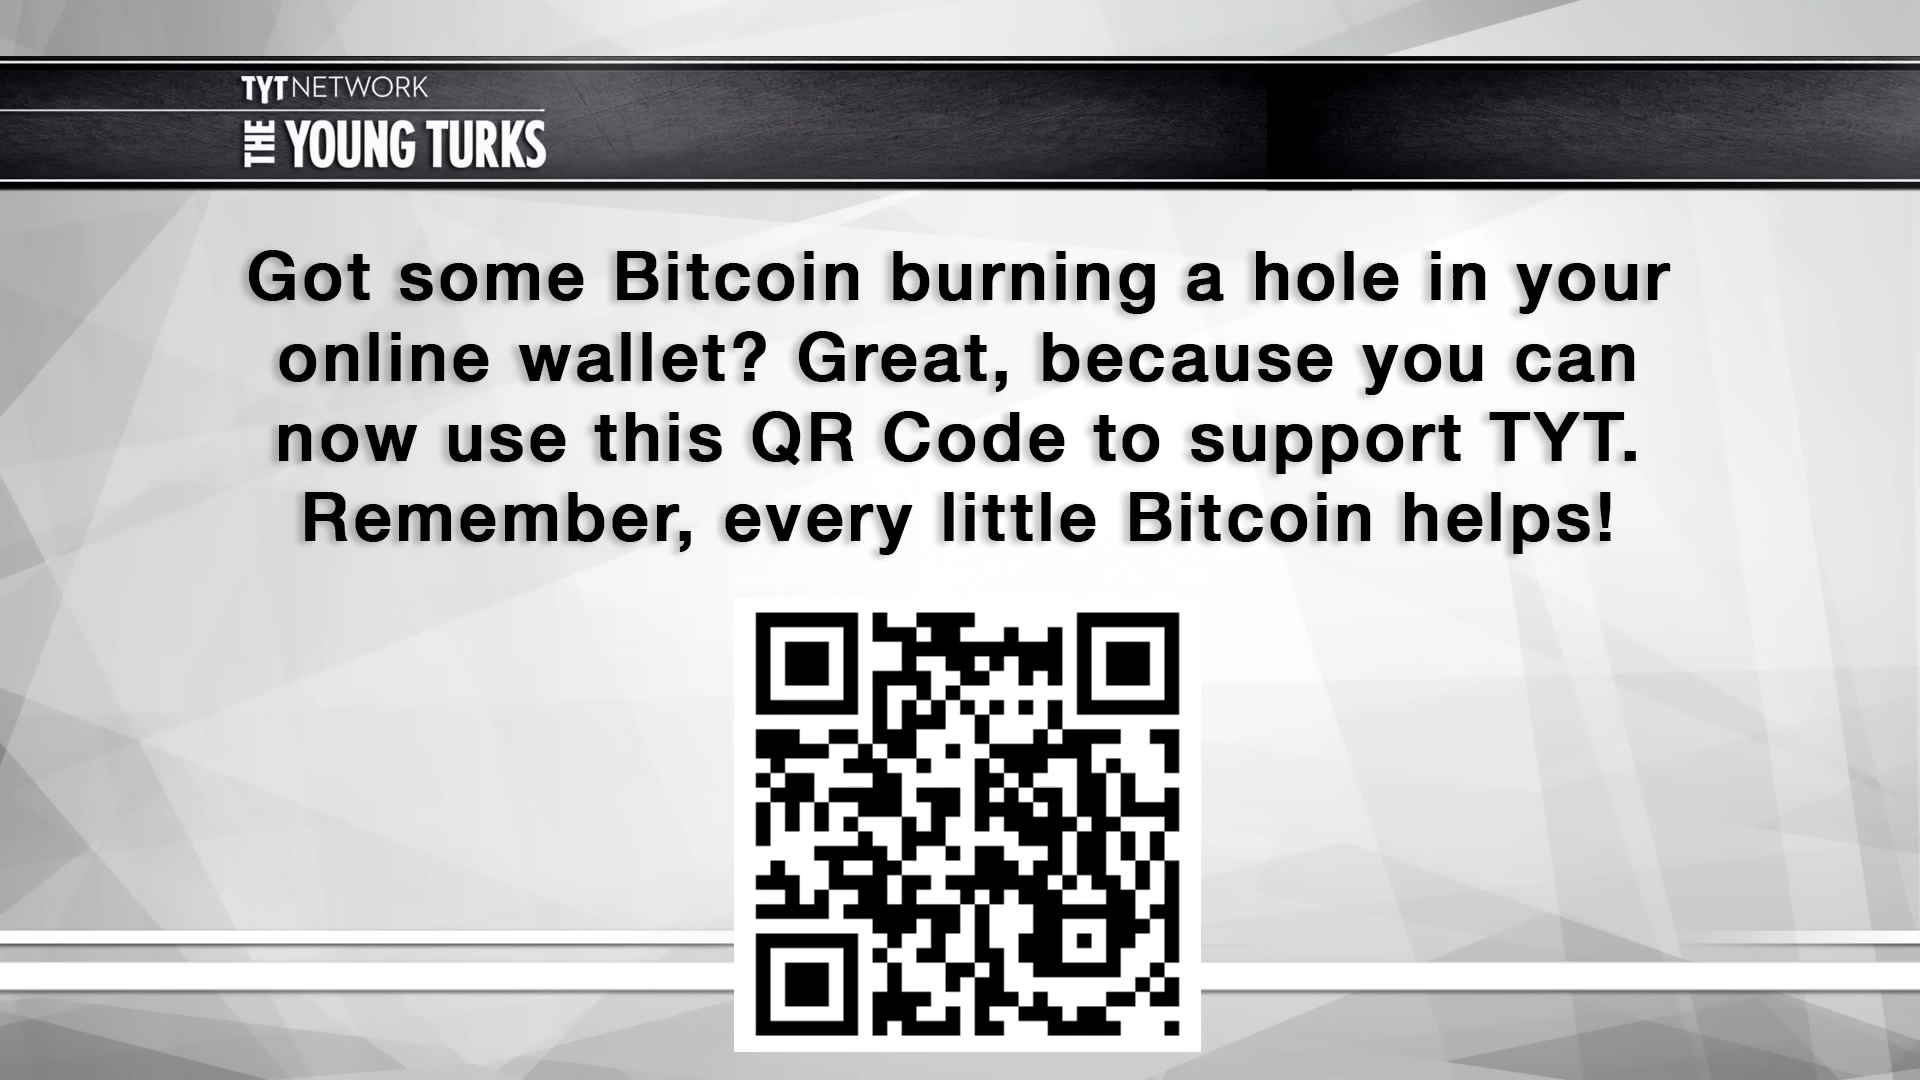 TYT NETWORK
THE YOUNG TURKS
Got some Bitcoin burning a hole in your
online wallet? Great, because you can
now use this QR Code to support TYT.
Remember, every little Bitcoin helps!